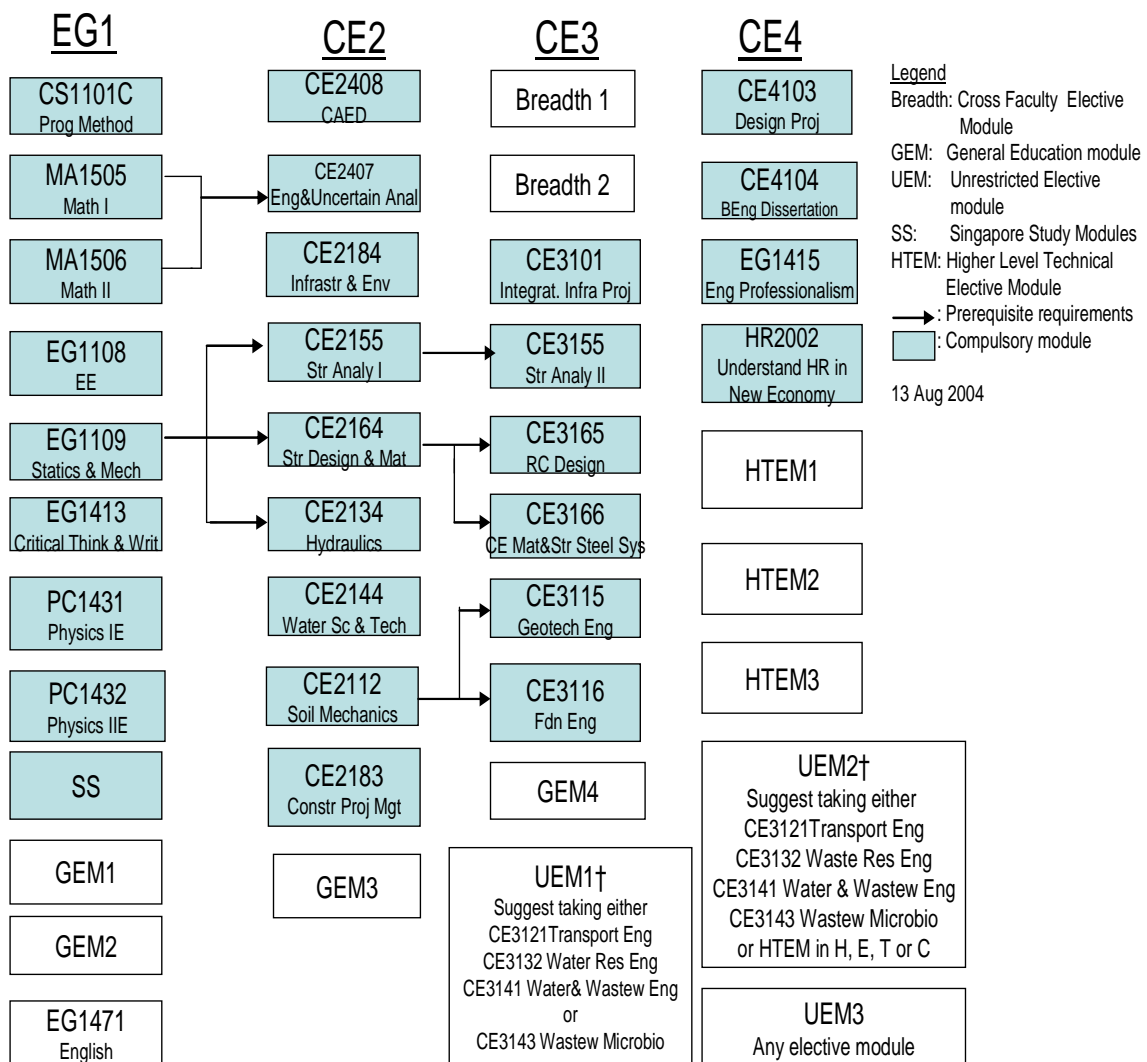 EG1
CS1101C
Prog Method
MA1505
Math I
MA1506
Math II
EG1108
EE
EG1109
Statics & Mech
EG1413
Critical Think & Writ
PC1431
Physics IE
PC1432
Physics IIE
SS
GEM1
GEM2
EG1471
English
CE2
CE2408
CAED
CE2407
Eng&Uncertain Anal
CE2184
Infrastr & Env
CE2155
Str Analy I
CE2164
Str Design & Mat
CE2134
Hydraulics
CE2144
Water Sc & Tech
CE2112
Soil Mechanics
CE2183
Constr Proj Mgt
GEM3
CE3
Breadth 1
Breadth 2
CE3101
Integrat. Infra Proj
CE3155
Str Analy II
CE3165
RC Design
CE3166
CE Mat&Str Steel Sys
CE3115
Geotech Eng
CE3116
Fdn Eng
GEM4
UEM1†
Suggest taking either
CE3121Transport Eng
CE3132 Water Res Eng
CE3141 Water& Wastew Eng
or
CE3143 Wastew Microbio
CE4
CE4103
Design Proj
CE4104
BEng Dissertation
EG1415
Eng Professionalism
HR2002
Understand HR in
New Economy
HTEM1
HTEM2
HTEM3
UEM2†
Suggest taking either
CE3121Transport Eng
CE3132 Waste Res Eng
CE3141 Water & Wastew Eng
CE3143 Wastew Microbio
or HTEM in H, E, T or C
UEM3
Any elective module
Legend
Breadth: Cross Faculty Elective
Module
GEM: General Education module
UEM: Unrestricted Elective
module
SS: Singapore Study Modules
HTEM: Higher Level Technical
Elective Module
: Prerequisite requirements
: Compulsory module
13 Aug 2004